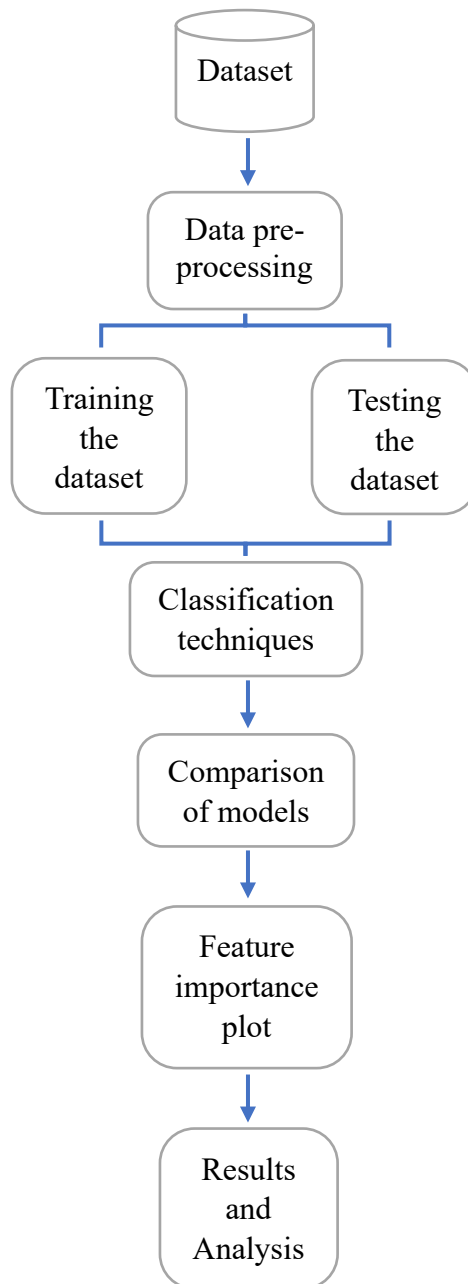 Dataset
Data pre-
processing
Training
the
dataset
Testing
the
dataset
Classification
techniques
Comparison
of models
Feature
importance
plot
Results
and
Analysis